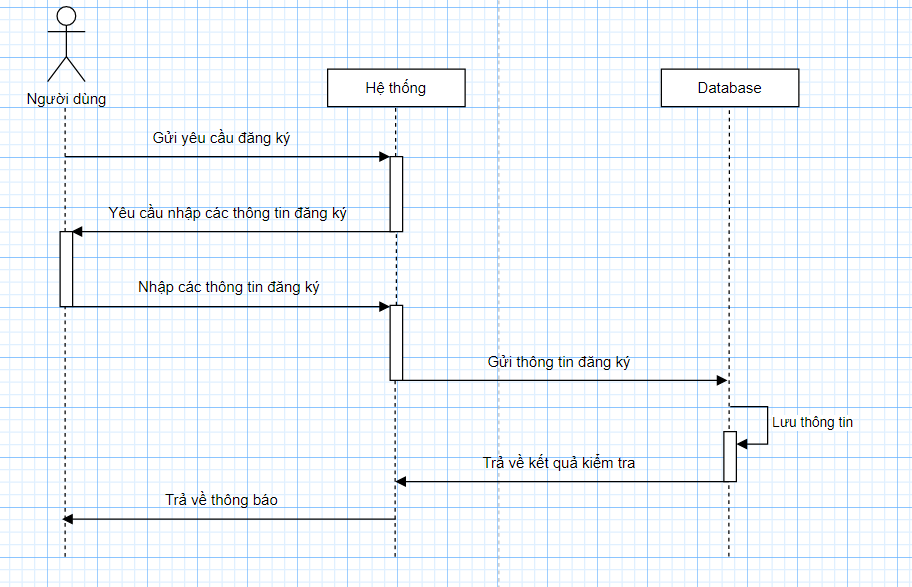 Người dùng
Hệ thống
Database
Gửi yêu cầu đăng ký
Yêu cầu nhập các thông tin đăng ký
Nhập các thông tin đăng ký
Gửi thông tin đăng ký
Lưu thông tin
Trả về kết quả kiểm tra
Trả về thông báo